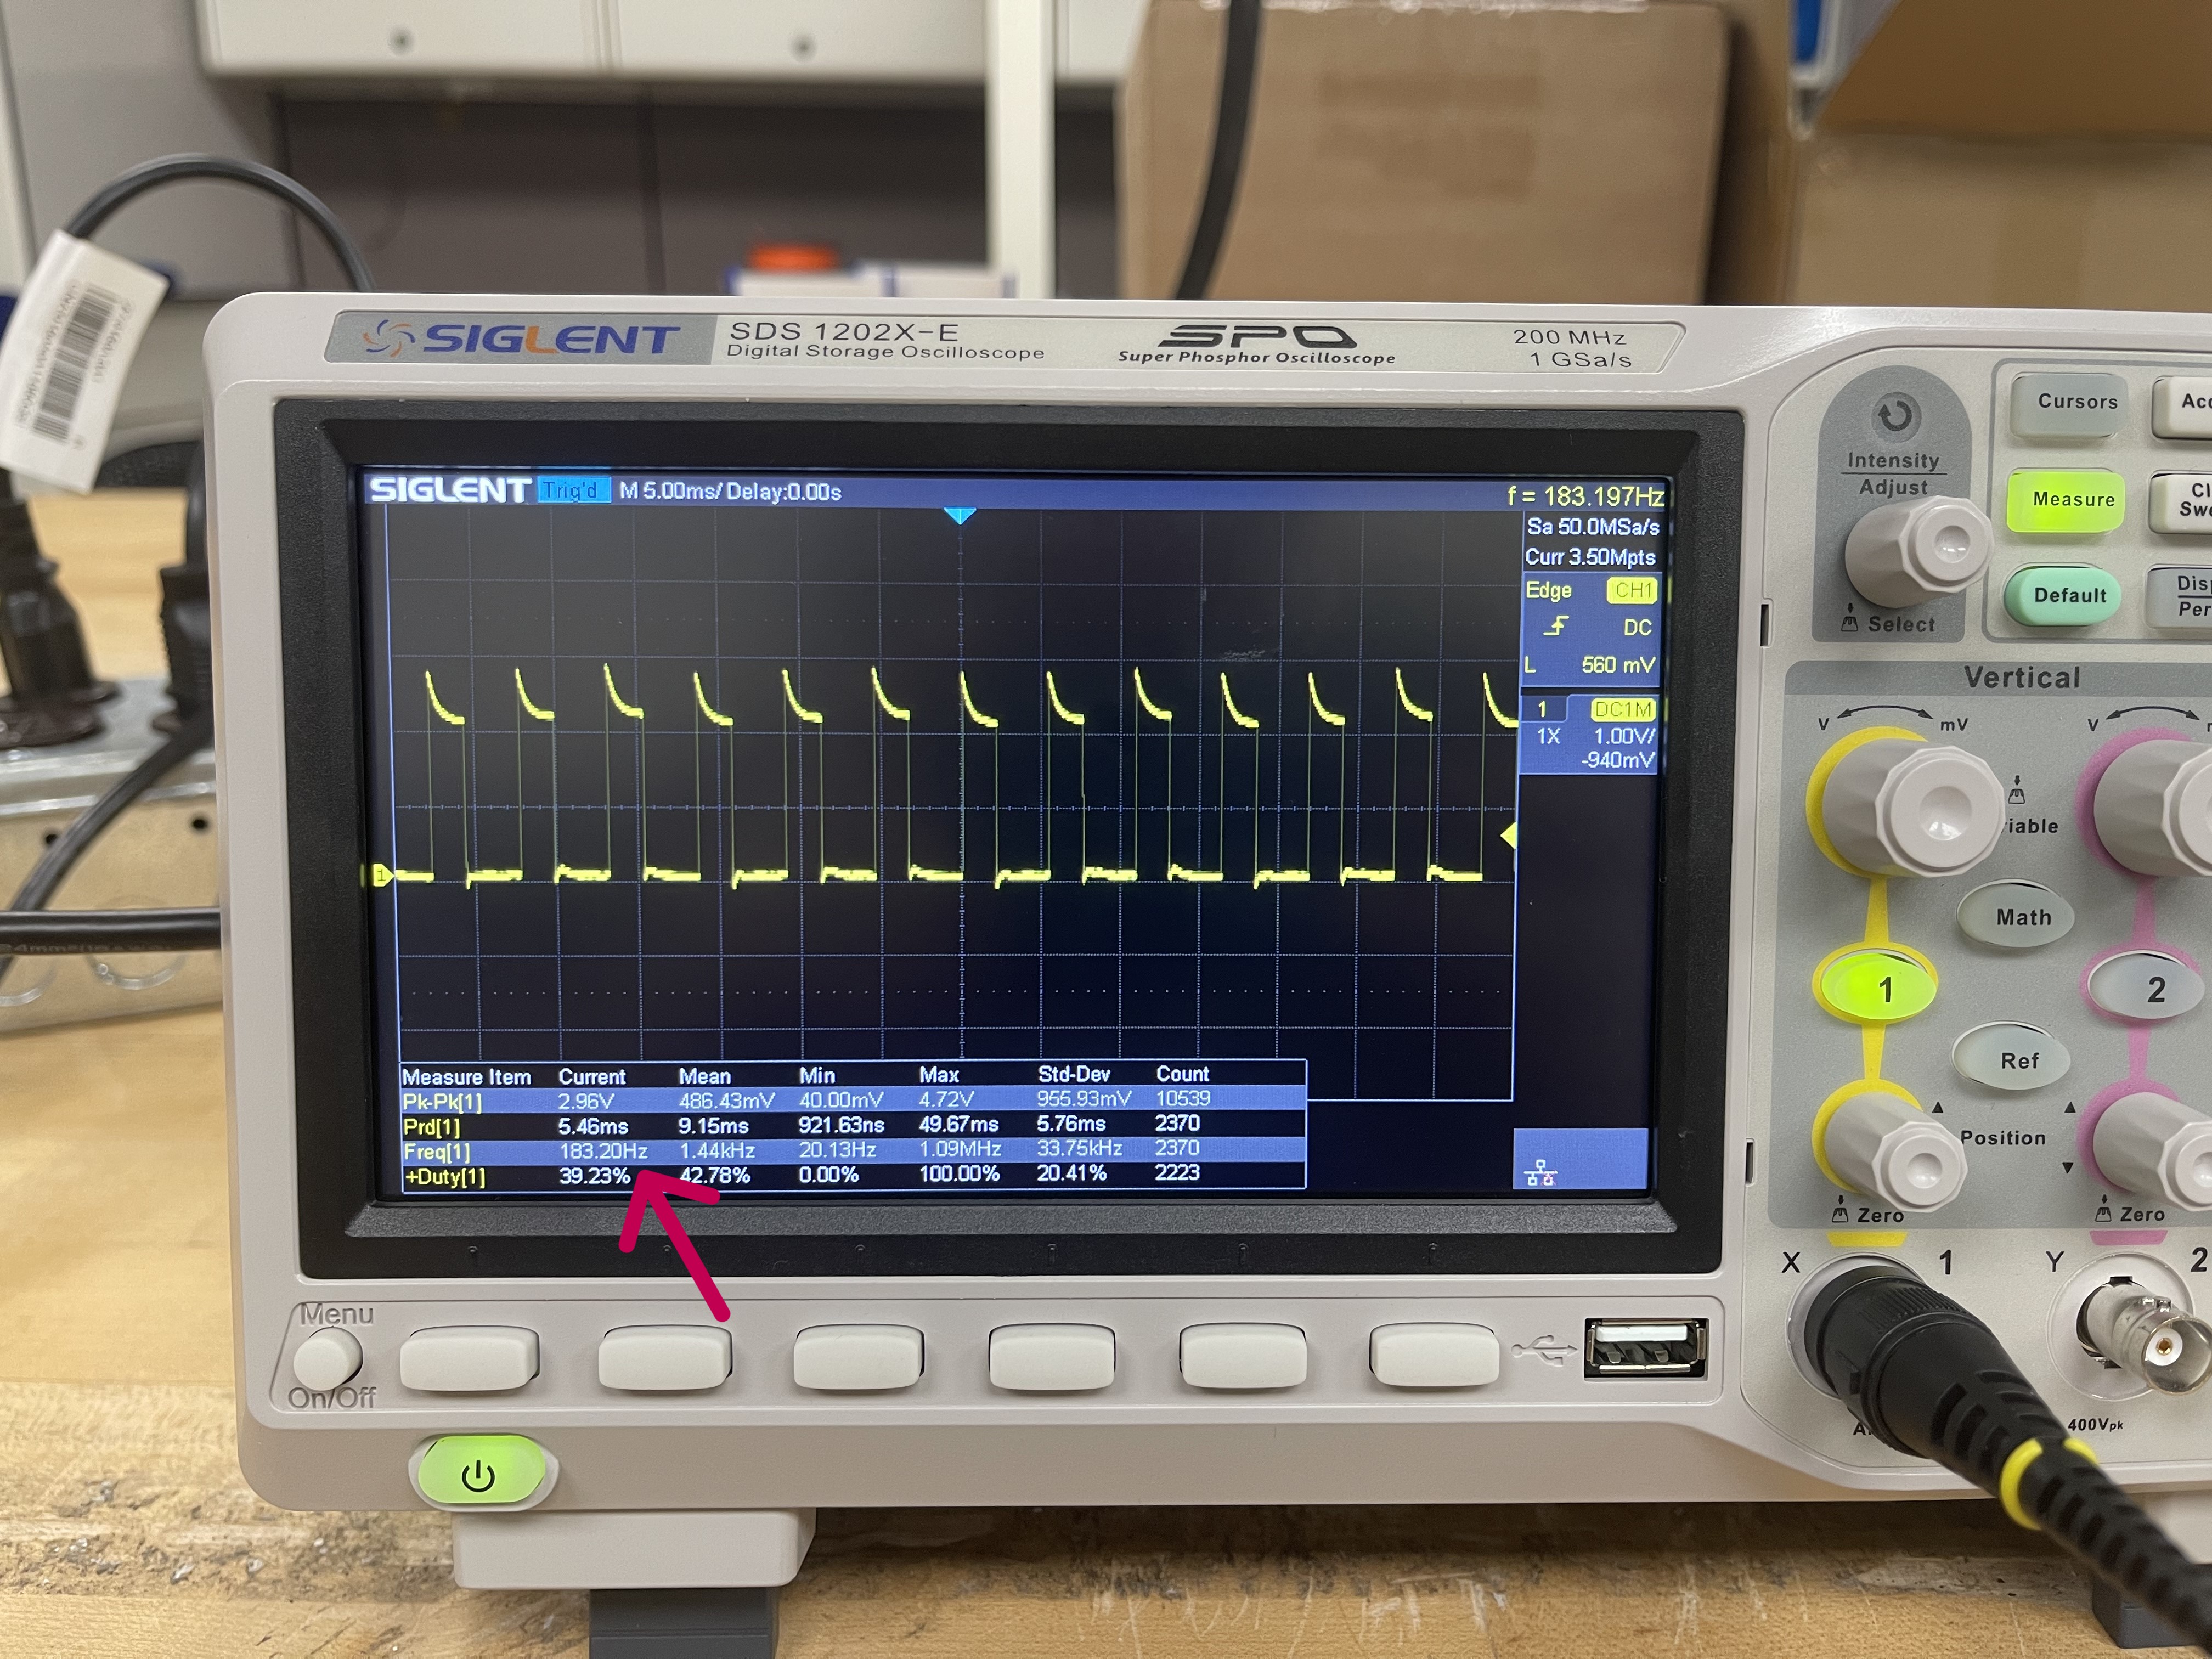 SIGLENT SDS 1202X-E
Digital Storage Oscilloscope
SPO
Super Phosphor Oscilloscope
200 MHz
1 GSa/s
SIGLENT Trig'd M 5.00ms/ Delay:0.00s
f = 183.197Hz
Sa 50.0MSa/s
Curr 3.50Mpts
Edge CH1
DC
L 560 mV
1 DC1M
1X 1.00V/
-940mV
1
Measure Item Current Mean Min Max Std-Dev Count
Pk-Pk[1] 2.96V 486.43mV 40.00mV 4.72V 955.93mV 10539
Prd[1] 5.46ms 9.15ms 921.63ns 49.67ms 5.76ms 2370
Freq[1] 183.20Hz 1.44kHz 20.13Hz 1.09MHz 33.75kHz 2370
+Duty[1] 39.23% 42.78% 0.00% 100.00% 20.41% 2223
Menu
On/Off
Intensity
Adjust
Select
Cursors
Measure
Default
Vertical
V mV
V
Math
1
2
Ref
Position
Zero
Zero
X 1
Y 2
400Vpk